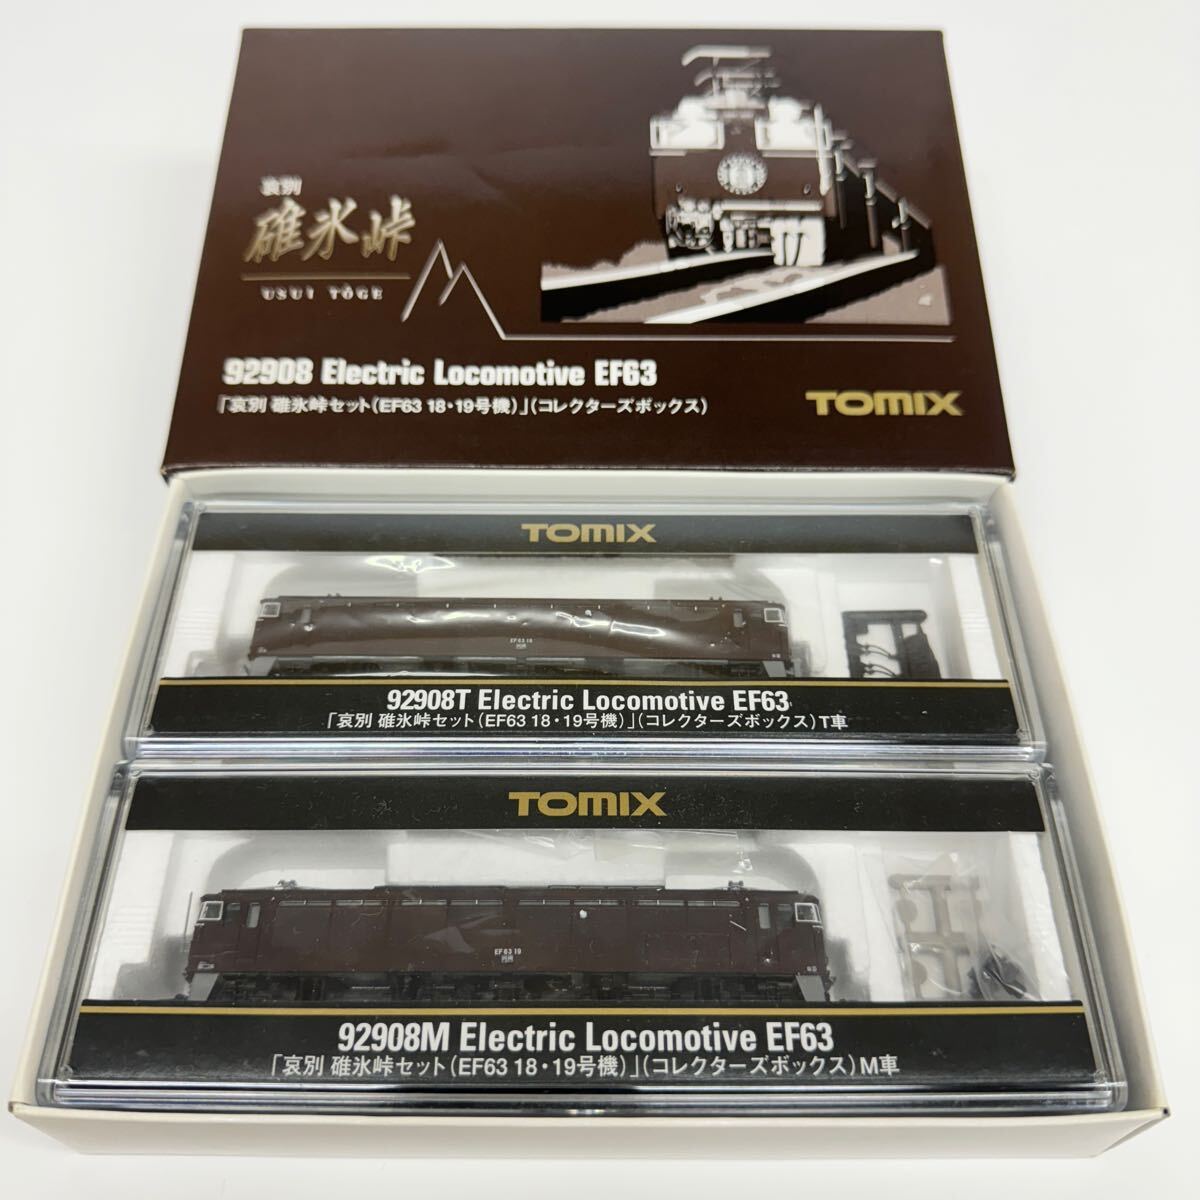 哀別
碓氷峠
USUI TŌGE
92908 Electric Locomotive EF63
「哀別 碓氷峠セット(EF63 18・19号機)」(コレクターズボックス)
TOMIX
TOMIX
EF63 18
92908T Electric Locomotive EF63
「哀別 碓氷峠セット(EF63 18・19号機)」(コレクターズボックス)T車
TOMIX
EF63 19
92908M Electric Locomotive EF63
「哀別 碓氷峠セット(EF63 18・19号機)」(コレクターズボックス)M車